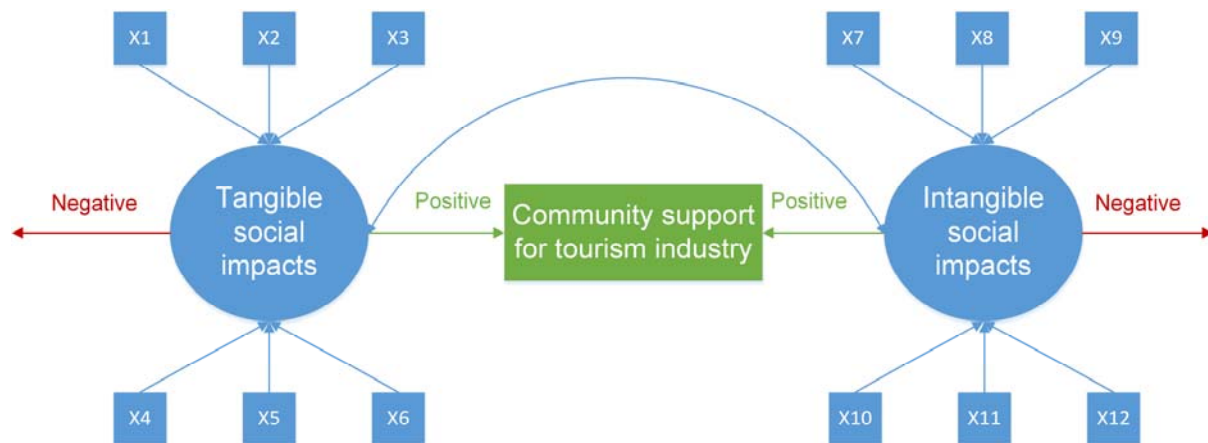 X1
X2
X3
X7
X8
X9
Negative
Tangible
social
impacts
Positive
Community support
for tourism industry
Positive
Intangible
social
impacts
Negative
X4
X5
X6
X10
X11
X12